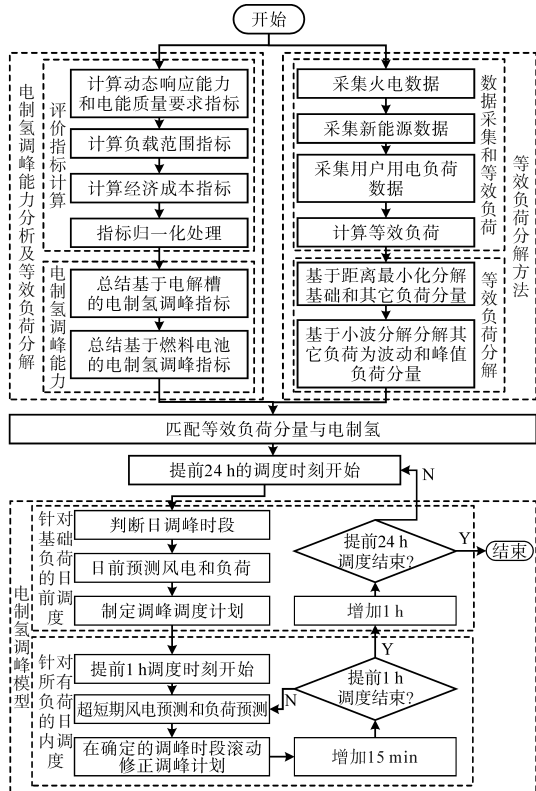 开始
电制氢调峰能力分析及等效负荷分解
评价指标计算
计算动态响应能力
和电能质量要求指标
计算负载范围指标
计算经济成本指标
指标归一化处理
电制氢调峰能力
总结基于电解槽
的电制氢调峰指标
总结基于燃料电池
的电制氢调峰指标
采集火电数据
采集新能源数据
采集用户用电负荷
数据
计算等效负荷
数据采集和等效负荷
基于距离最小化分解
基础和其它负荷分量
基于小波分解分解其
它负荷为波动和峰值
负荷分量
等效负荷分解
等效负荷分解方法
匹配等效负荷分量与电制氢
提前24 h的调度时刻开始
N
电制氢调峰模型
针对
基础
负荷
的日
前调
度
判断日调峰时段
日前预测风电和负荷
制定调峰调度计划
提前24 h
调度结束?
Y
结束
增加1 h
Y
针对
所有
负荷
的日
内调
度
提前1 h调度时刻开始
超短期风电预测和负荷预测
在确定的调峰时段滚动
修正调峰计划
提前1 h
调度结束?
N
增加15 min